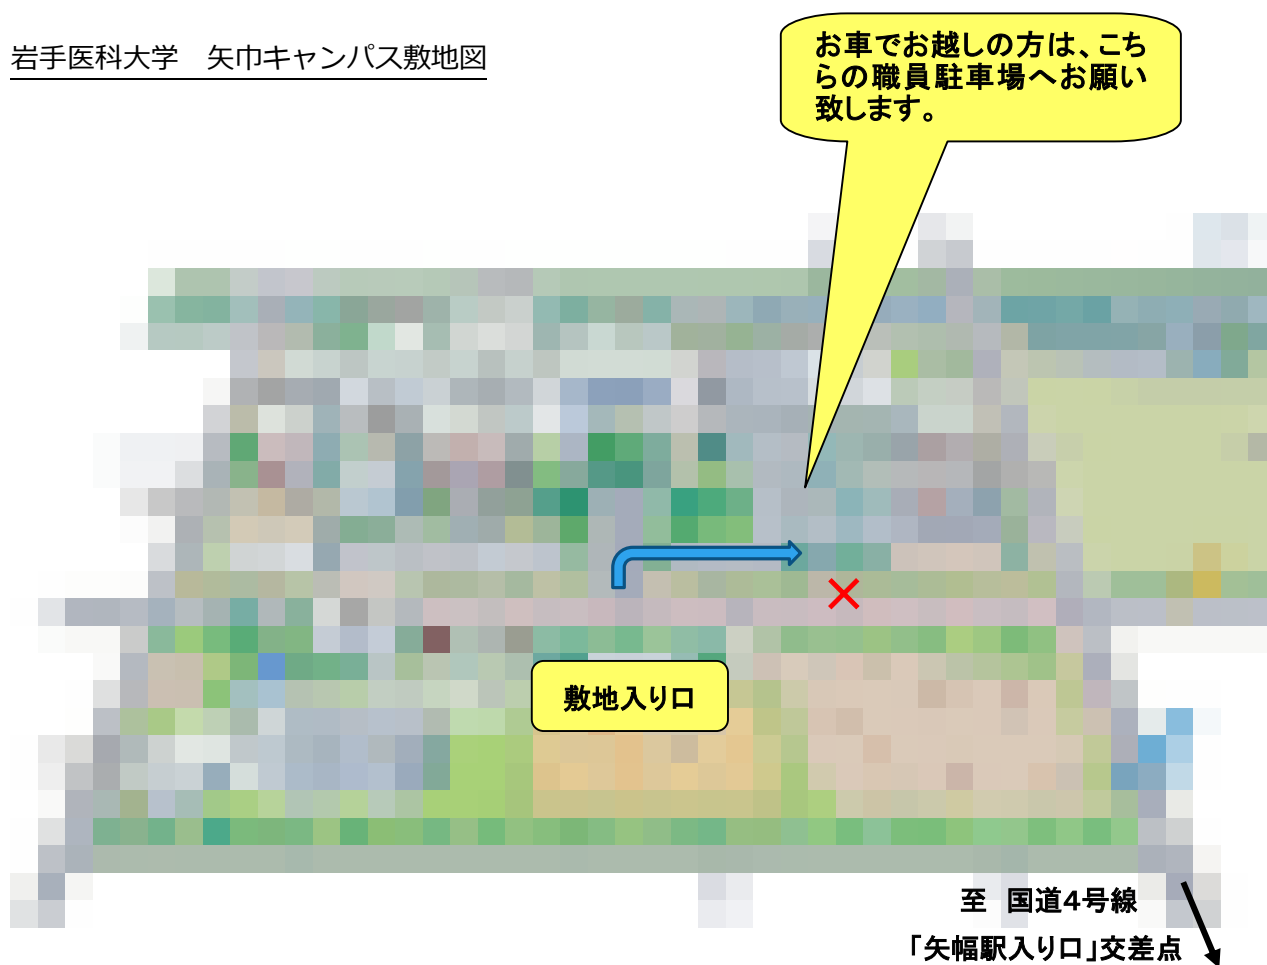 岩手医科大学　矢巾キャンパス敷地図
お車でお越しの方は、こち
らの職員駐車場へお願い
致します。
敷地入り口
至　国道4号線
「矢幅駅入り口」交差点